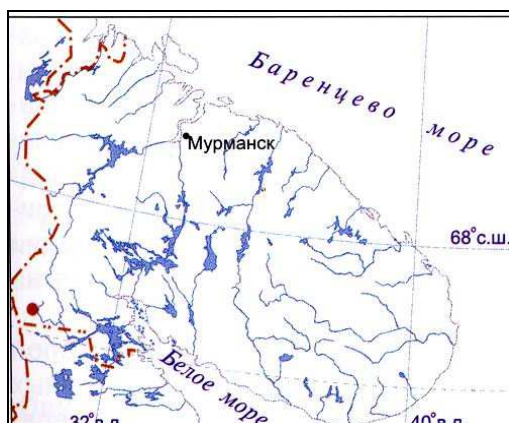 Баренцево море
Мурманск
68°с.ш.
Белое море
32°в.д.
40°в.д.